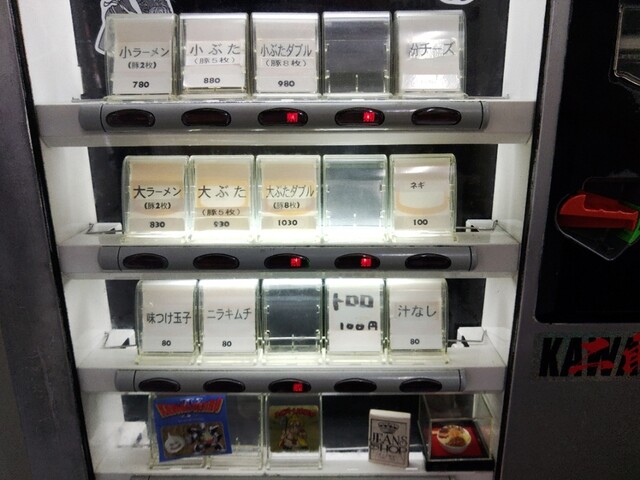 小ラーメン
(豚2枚)
780
小ぶた
(豚5枚)
880
小ぶたダブル
(豚8枚)
980
粉チーズ
大ラーメン
(豚2枚)
830
大ぶた
(豚5枚)
930
大ぶたダブル
(豚8枚)
1030
ネギ
100
味つけ玉子
80
ニラキムチ
80
トロロ
100円
汁なし
80
JEANS
SHOP